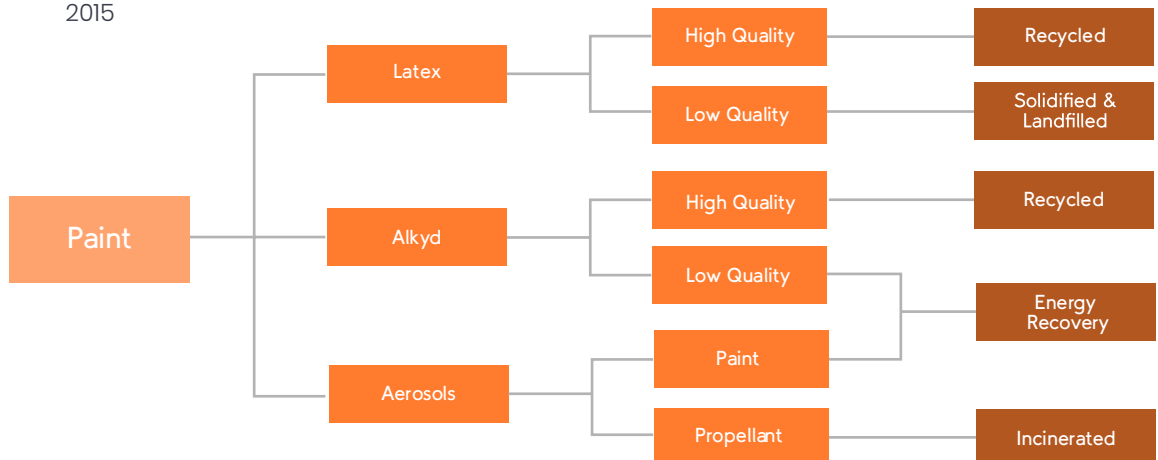 2015
Paint
Latex
High Quality
Recycled
Low Quality
Solidified &
Landfilled
Alkyd
High Quality
Recycled
Low Quality
Energy
Recovery
Aerosols
Paint
Propellant
Incinerated